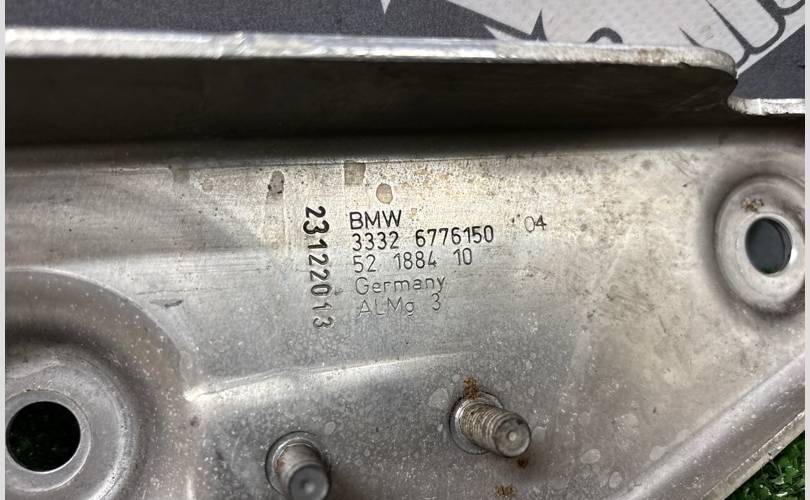 BMW
3332 6776150 '04
52 1884 10
Germany
ALMg 3
23122013